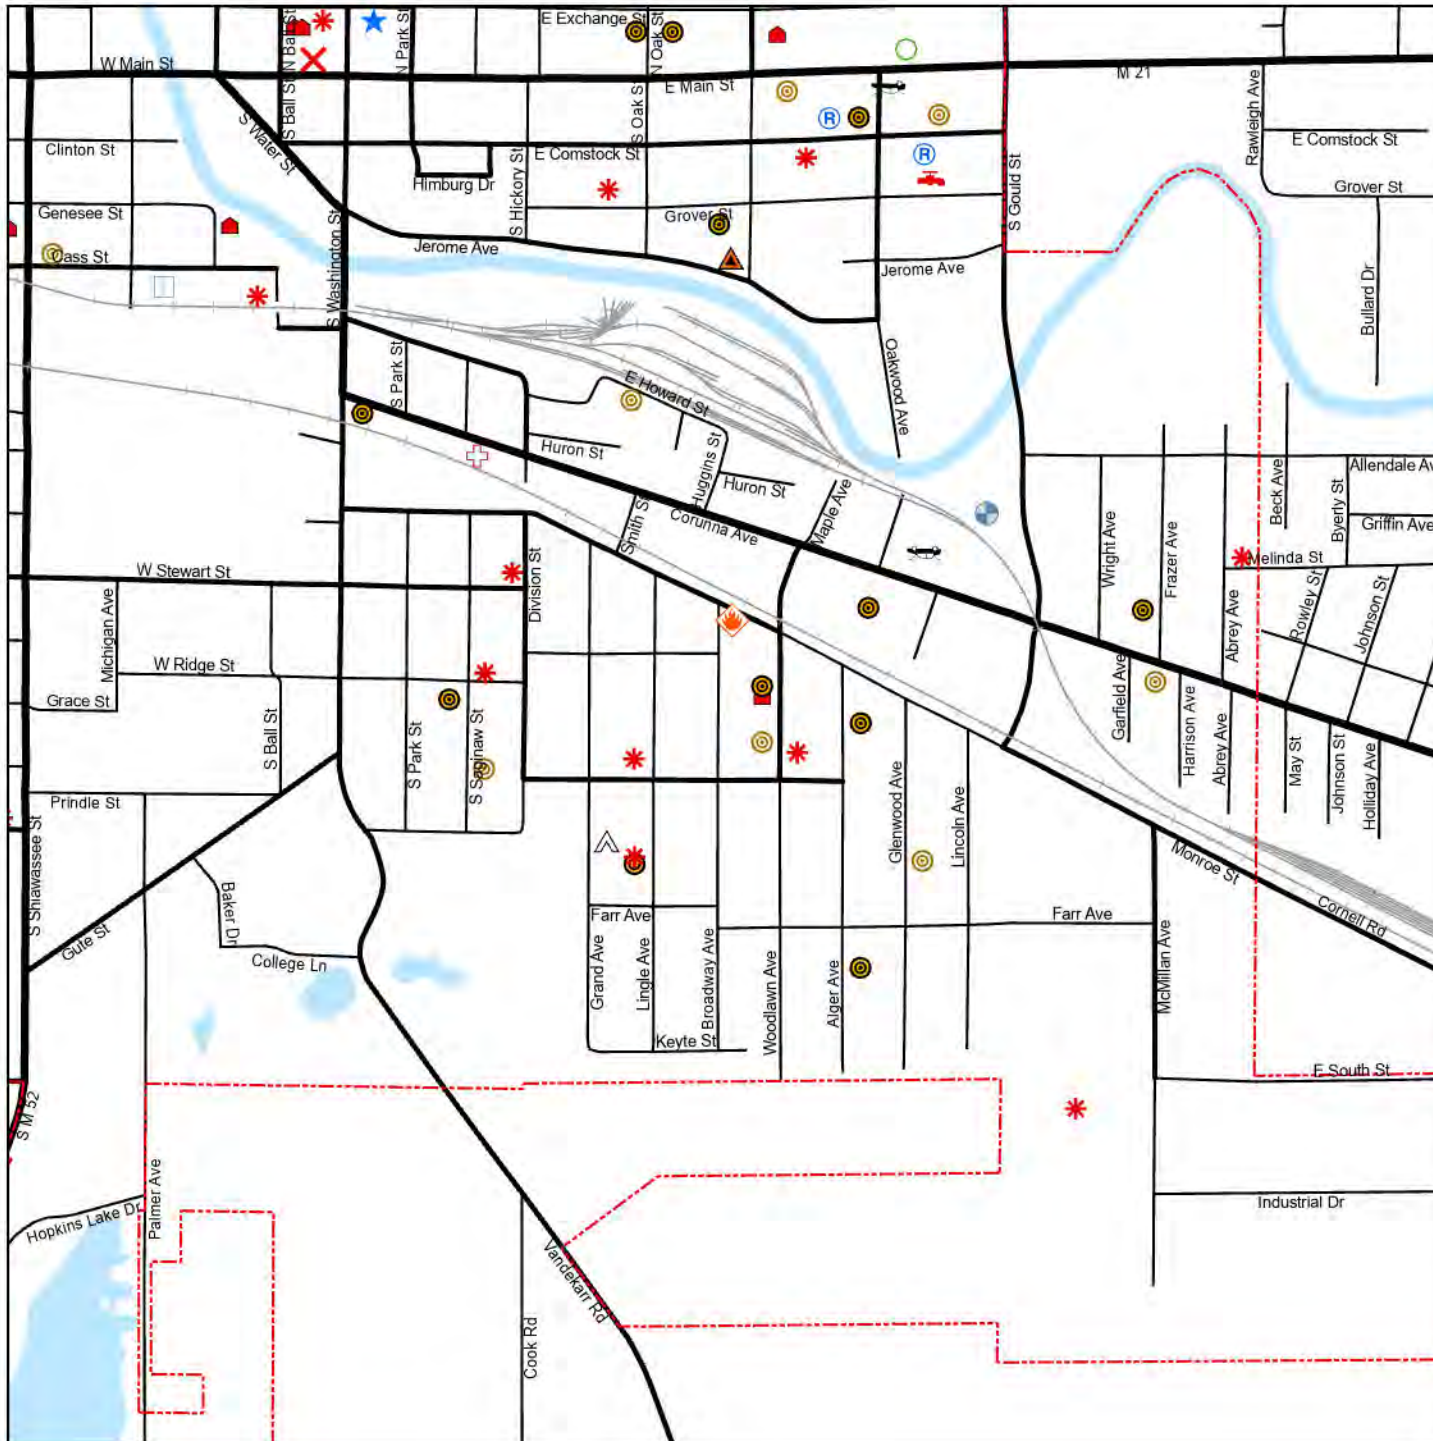 E Exchange St
N Ball St
N Park St
N Oak St
W Main St
E Main St
M 21
S Ball St
S Oak St
Rawleigh Ave
S Water St
Clinton St
E Comstock St
E Comstock St
Himburg Dr
Grover St
S Hickory St
S Gould St
Genesee St
Grover St
S Washington St
Jerome Ave
Cass St
Jerome Ave
Bullard Dr
S Park St
E Howard St
Oakwood Ave
Huron St
Huggins St
Huron St
Allendale Av
Beck Ave
Byerly St
Griffin Ave
Smith St
Corunna Ave
Maple Ave
Wright Ave
Frazer Ave
Melinda St
W Stewart St
Division St
Michigan Ave
Abrey Ave
Rowley St
Johnson St
W Ridge St
Grace St
Garfield Ave
S Ball St
S Park St
S Saginaw St
Harrison Ave
Abrey Ave
May St
Johnson St
Holliday Ave
Prindle St
Glenwood Ave
Lincoln Ave
S Shiawassee St
Monroe St
Baker Dr
Gute St
Farr Ave
Farr Ave
Cornell Rd
College Ln
Grand Ave
Lingle Ave
Broadway Ave
Woodlawn Ave
Alger Ave
McMillan Ave
Keyte St
E South St
S M 52
Palmer Ave
Hopkins Lake Dr
Industrial Dr
Vandekarr Rd
Cook Rd
R
R